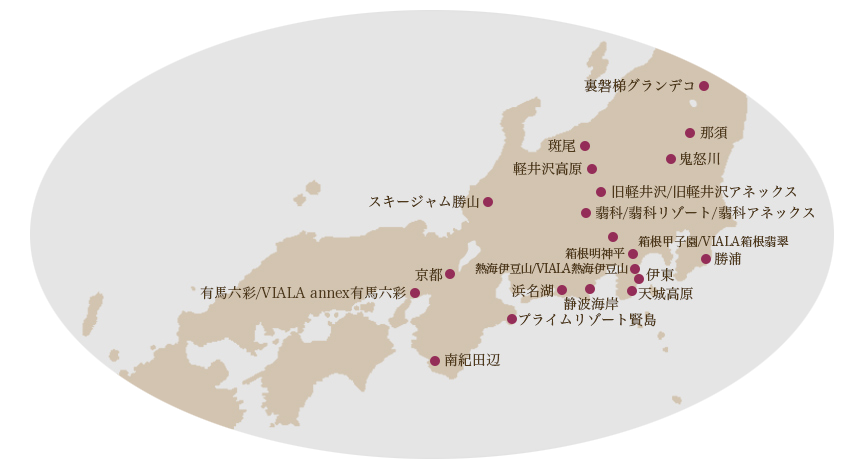 裏磐梯グランデコ
那須
斑尾
鬼怒川
軽井沢高原
旧軽井沢/旧軽井沢アネックス
スキージャム勝山
蓼科/蓼科リゾート/蓼科アネックス
箱根甲子園/VIALA箱根翡翠
箱根明神平
勝浦
熱海伊豆山/VIALA熱海伊豆山
京都
伊東
有馬六彩/VIALA annex有馬六彩
浜名湖
天城高原
静波海岸
プライムリゾート賢島
南紀田辺